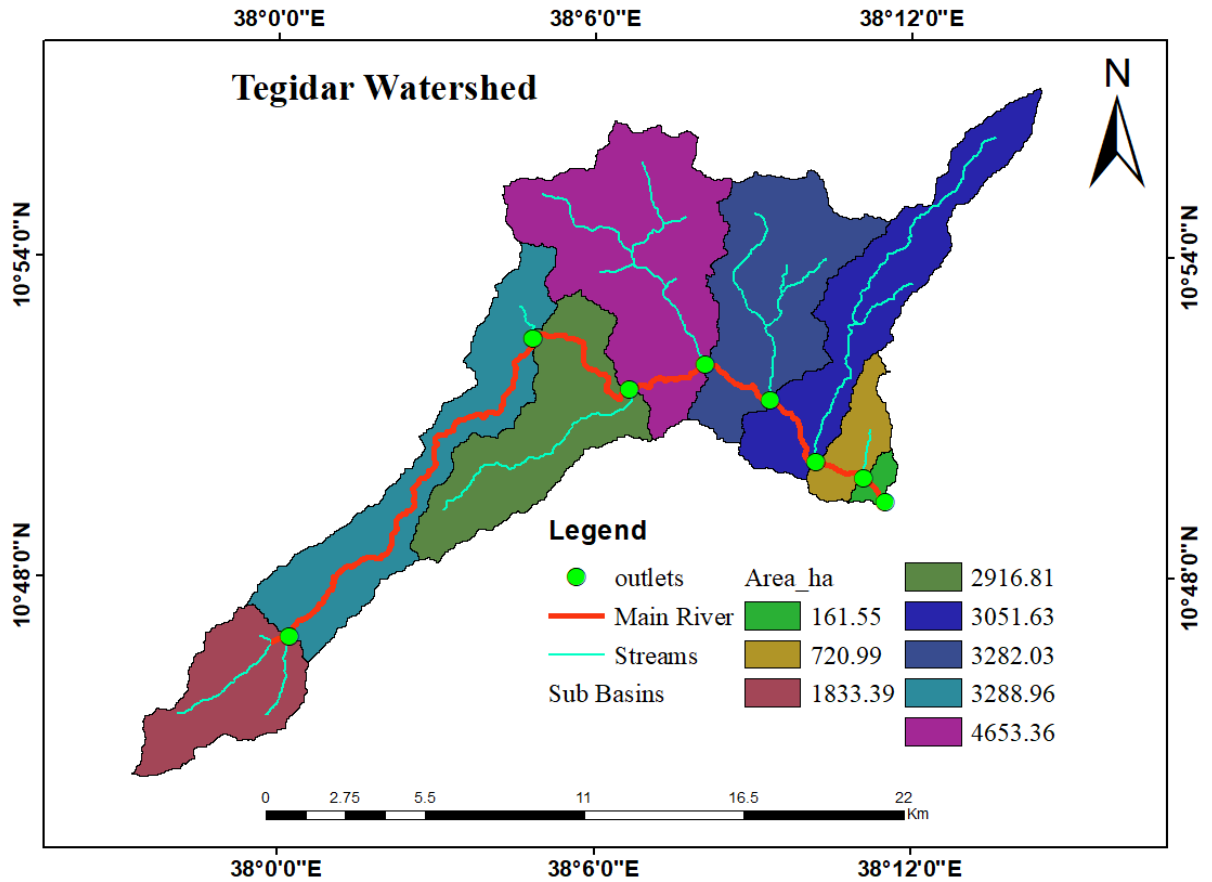 38°0'0"E 38°6'0"E 38°12'0"E
Tegidar Watershed
N
10°54'0"N 10°54'0"N
10°48'0"N 10°48'0"N
Legend
outlets
Main River
Streams
Sub Basins
Area_ha
161.55
720.99
1833.39
2916.81
3051.63
3282.03
3288.96
4653.36
0 2.75 5.5 11 16.5 22
Km
38°0'0"E 38°6'0"E 38°12'0"E